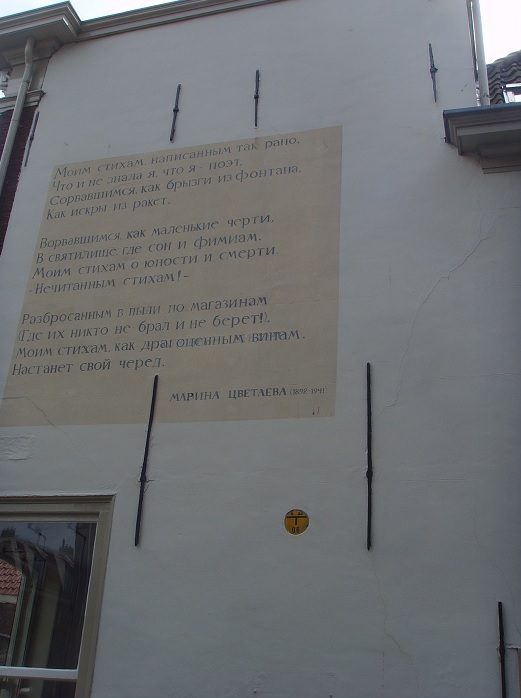 Моим стихам, написанным так рано,
Что и не знала я, что я - поэт,
Сорвавшимся, как брызги из фонтана,
Как искры из ракет,
Ворвавшимся, как маленькие черти,
В святилище, где сон и фимиам,
Моим стихам о юности и смерти,
- Нечитанным стихам! -
Разбросанным в пыли по магазинам
(Где их никто не брал и не берет!),
Моим стихам, как драгоценным винам,
Настанет свой черед.
МАРИНА ЦВЕТАЕВА (1892-1941)